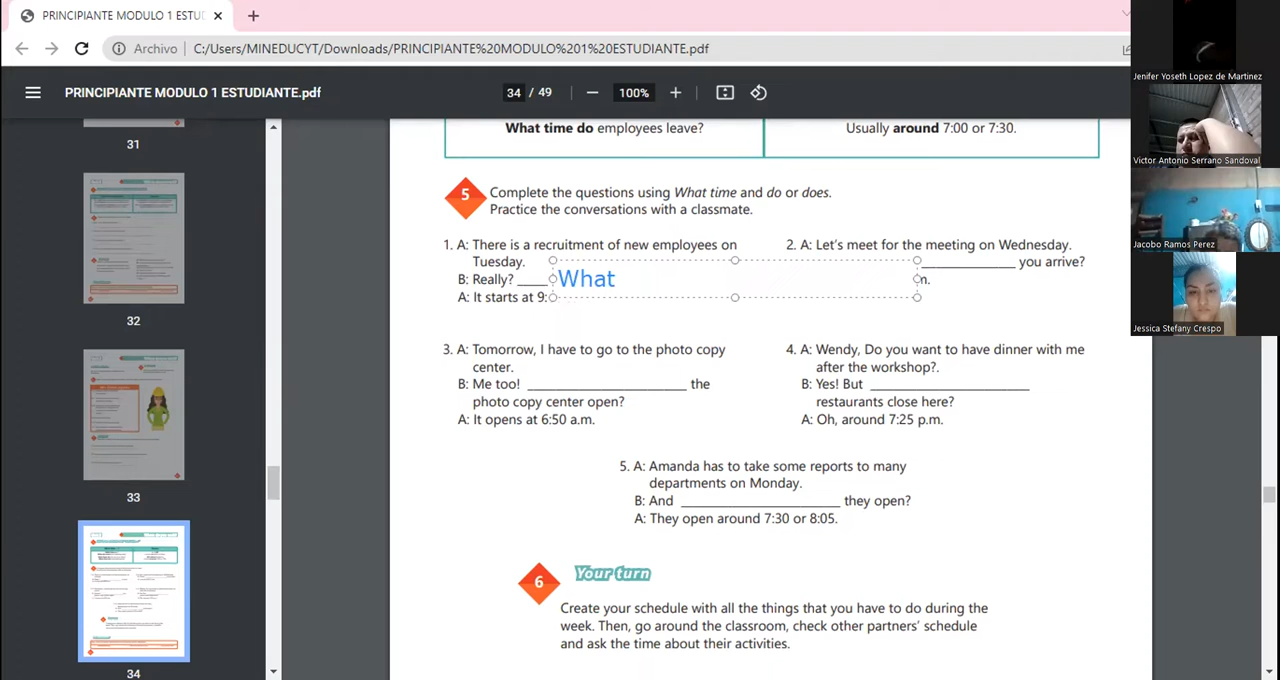 PRINCIPIANTE MODULO 1 ESTUD
Archivo C:/Users/MINEDUCYT/Downloads/PRINCIPIANTE%20MODULO%201%20ESTUDIANTE.pdf
PRINCIPIANTE MODULO 1 ESTUDIANTE.pdf
34 / 49
100%
Jenifer Yoseth Lopez de Martinez
Victor Antonio Serrano Sandoval
Jacobo Ramos Perez
Jessica Stefany Crespo
31
32
33
34
What time do employees leave?
Usually around 7:00 or 7:30.
5
Complete the questions using What time and do or does.
Practice the conversations with a classmate.
1. A: There is a recruitment of new employees on
Tuesday.
B: Really? ____ What
A: It starts at 9:
2. A: Let's meet for the meeting on Wednesday.
____________ you arrive?
n.
3. A: Tomorrow, I have to go to the photo copy
center.
B: Me too! ____________________ the
photo copy center open?
A: It opens at 6:50 a.m.
4. A: Wendy, Do you want to have dinner with me
after the workshop?.
B: Yes! But ____________________
restaurants close here?
A: Oh, around 7:25 p.m.
5. A: Amanda has to take some reports to many
departments on Monday.
B: And ____________________ they open?
A: They open around 7:30 or 8:05.
6
Your turn
Create your schedule with all the things that you have to do during the
week. Then, go around the classroom, check other partners' schedule
and ask the time about their activities.